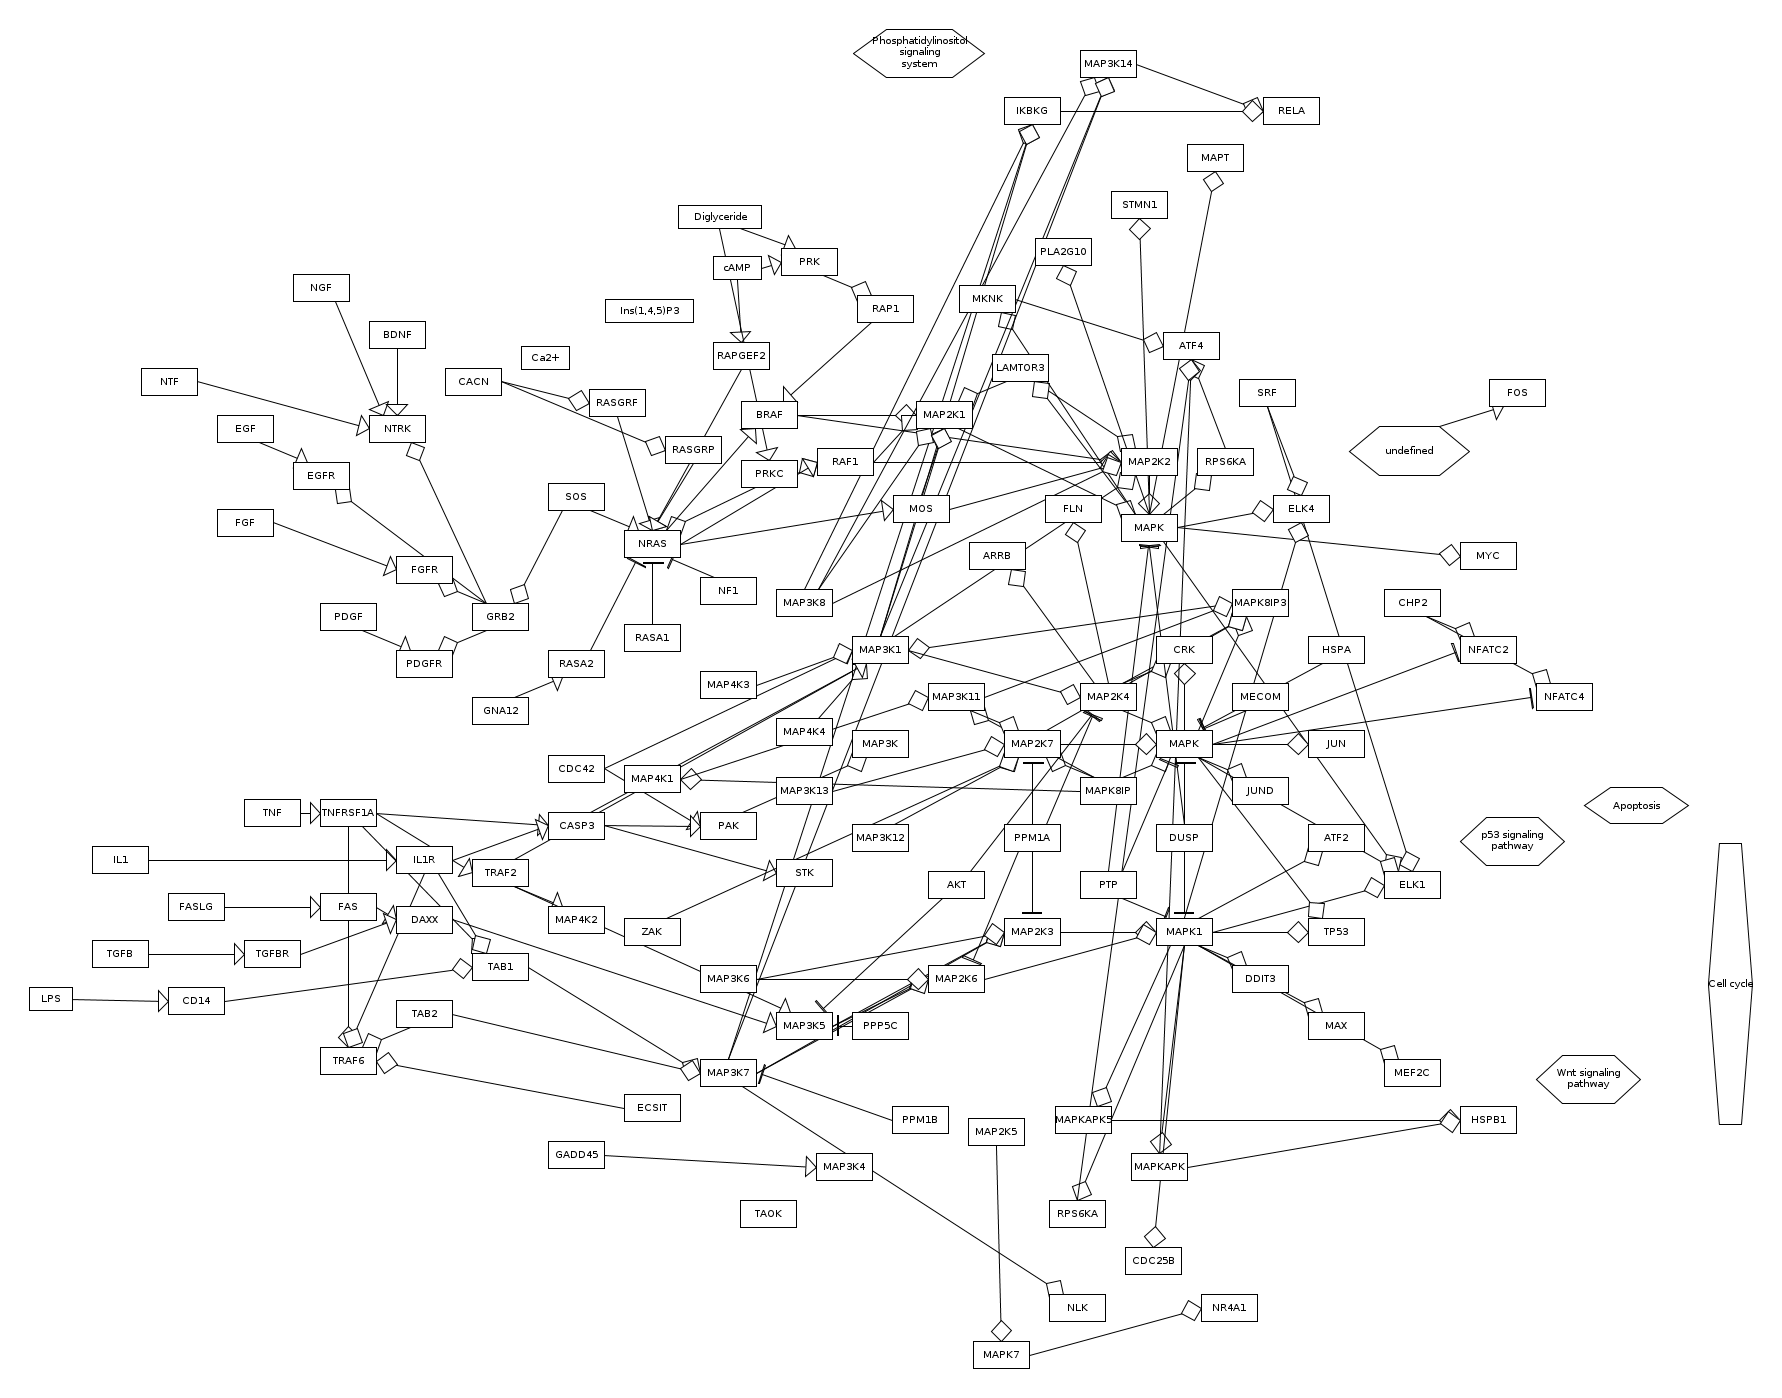 Phosphatidylinositol
signaling
system
MAP3K14
IKBKG
RELA
MAPT
STMN1
Diglyceride
PLA2G10
PRK
cAMP
NGF
MKNK
RAP1
Ins(1,4,5)P3
BDNF
ATF4
RAPGEF2
Ca2+
LAMTOR3
NTF
CACN
SRF
FOS
RASGRF
BRAF
MAP2K1
EGF
NTRK
RASGRP
undefined
RAF1
MAP2K2
RPS6KA
EGFR
PRKC
SOS
MOS
FLN
ELK4
FGF
MAPK
NRAS
ARRB
MYC
FGFR
NF1
MAP3K8
MAPK8IP3
CHP2
PDGF
GRB2
RASA1
MAP3K1
CRK
HSPA
NFATC2
PDGFR
RASA2
MAP4K3
MAP3K11
MAP2K4
MECOM
NFATC4
GNA12
MAP4K4
MAP3K
MAP2K7
MAPK
JUN
CDC42
MAP4K1
MAP3K13
MAPK8IP
JUND
Apoptosis
TNF
TNFRSF1A
CASP3
PAK
MAP3K12
PPM1A
DUSP
ATF2
p53 signaling
pathway
IL1
IL1R
TRAF2
STK
AKT
PTP
ELK1
FASLG
FAS
DAXX
MAP4K2
ZAK
MAP2K3
MAPK1
TP53
TGFB
TGFBR
TAB1
MAP3K6
MAP2K6
DDIT3
Cell cycle
LPS
CD14
TAB2
MAP3K5
PPP5C
MAX
TRAF6
MAP3K7
MEF2C
Wnt signaling
pathway
ECSIT
PPM1B
MAP2K5
MAPKAPK5
HSPB1
GADD45
MAP3K4
MAPKAPK
TAOK
RPS6KA
CDC25B
NLK
NR4A1
MAPK7